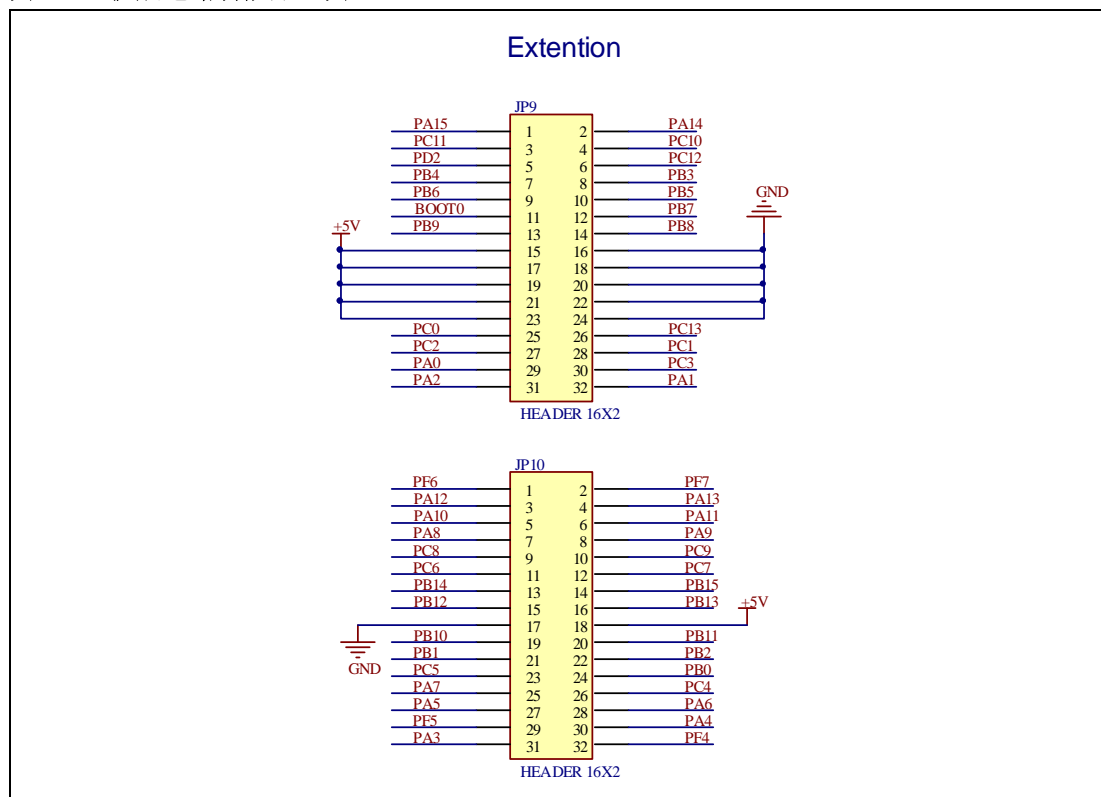 Extention
JP9
PA15 1 2 PA14
PC11 3 4 PC10
PD2 5 6 PC12
PB4 7 8 PB3
PB6 9 10 PB5
BOOT0 11 12 PB7
PB9 13 14 PB8
+5V
GND
15 16
17 18
19 20
21 22
23 24
PC0 25 26 PC13
PC2 27 28 PC1
PA0 29 30 PC3
PA2 31 32 PA1
HEADER 16X2
JP10
PF6 1 2 PF7
PA12 3 4 PA13
PA10 5 6 PA11
PA8 7 8 PA9
PC8 9 10 PC9
PC6 11 12 PC7
PB14 13 14 PB15
PB12 15 16 PB13
+5V
17 18
GND
PB10 19 20 PB11
PB1 21 22 PB2
PC5 23 24 PB0
PA7 25 26 PC4
PA5 27 28 PA6
PF5 29 30 PA4
PA3 31 32 PF4
HEADER 16X2